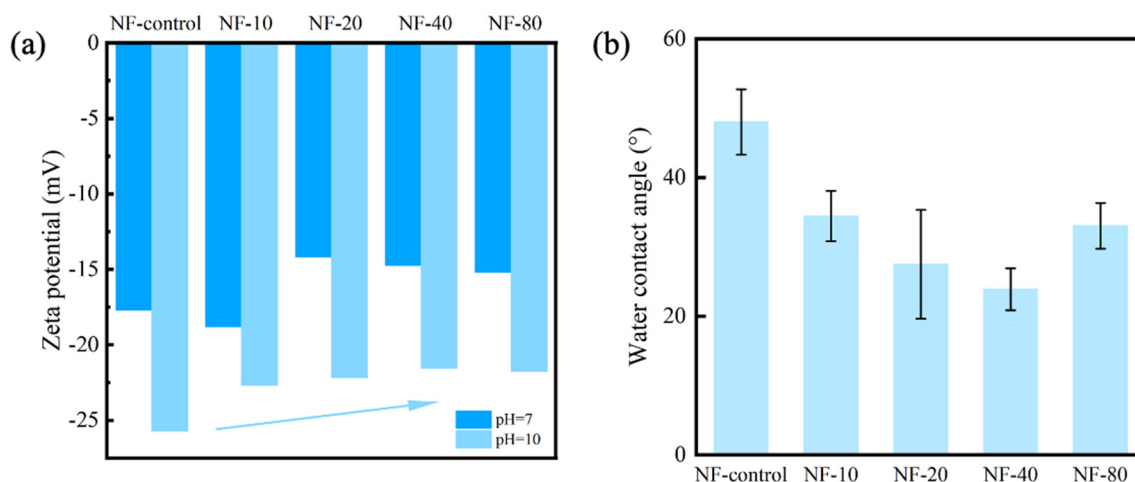 (a)
NF-control NF-10 NF-20 NF-40 NF-80
0
-5
-10
-15
-20
-25
Zeta potential (mV)
pH=7
pH=10
(b)
60
40
20
0
Water contact angle (°)
NF-control NF-10 NF-20 NF-40 NF-80